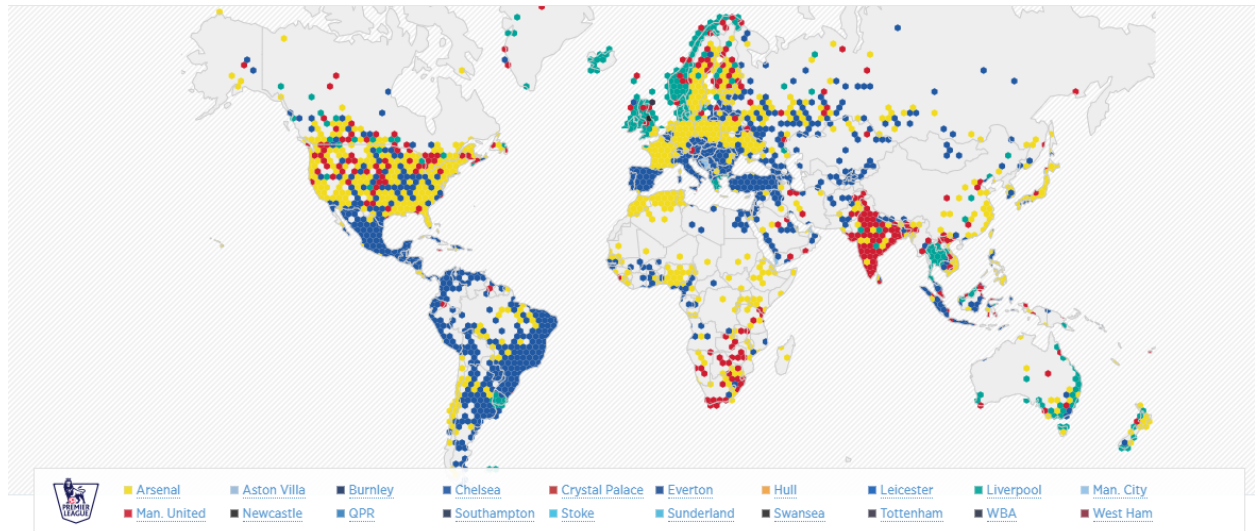 PREMIER
LEAGUE
Arsenal Aston Villa Burnley Chelsea Crystal Palace Everton Hull Leicester Liverpool Man. City
Man. United Newcastle QPR Southampton Stoke Sunderland Swansea Tottenham WBA West Ham